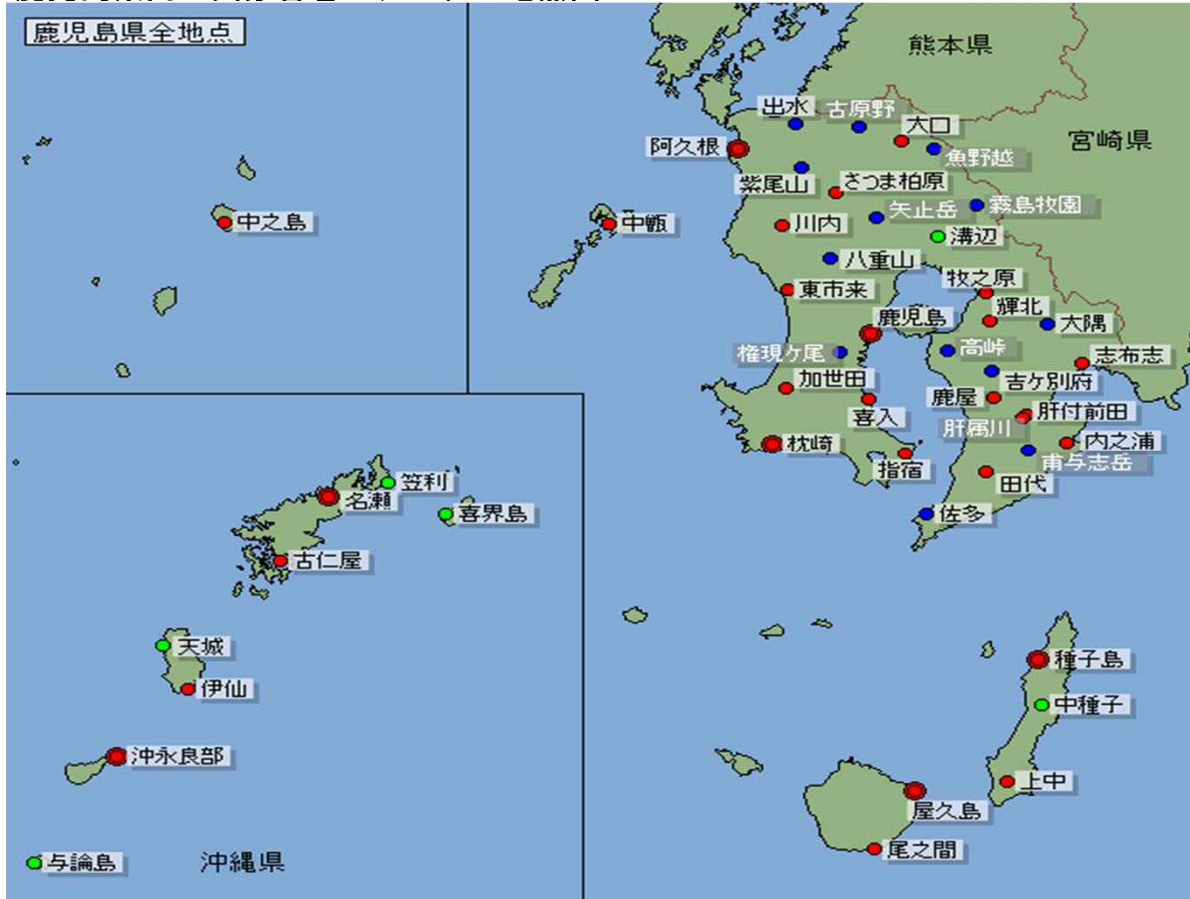 鹿児島県全地点
熊本県
宮崎県
出水
古原野
大口
阿久根
魚野越
紫尾山
さつま柏原
中之島
中甑
川内
矢止岳
霧島牧園
溝辺
八重山
牧之原
東市来
輝北
鹿児島
大隅
権現ヶ尾
高峠
志布志
加世田
吉ケ別府
鹿屋
喜入
肝付前田
肝属川
枕崎
内之浦
指宿
甫与志岳
田代
佐多
笠利
名瀬
喜界島
古仁屋
天城
伊仙
種子島
中種子
沖永良部
上中
屋久島
尾之間
与論島
沖縄県